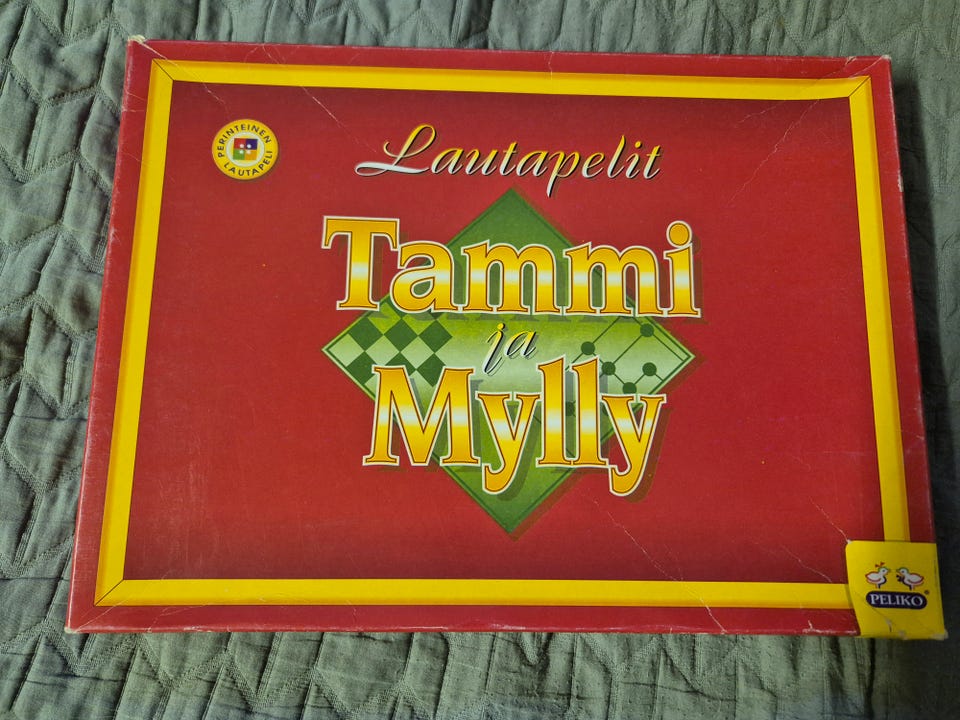 PERINTEINEN
LAUTAPELI
Lautapelit
Tammi
ja
Mylly
PELIKO®